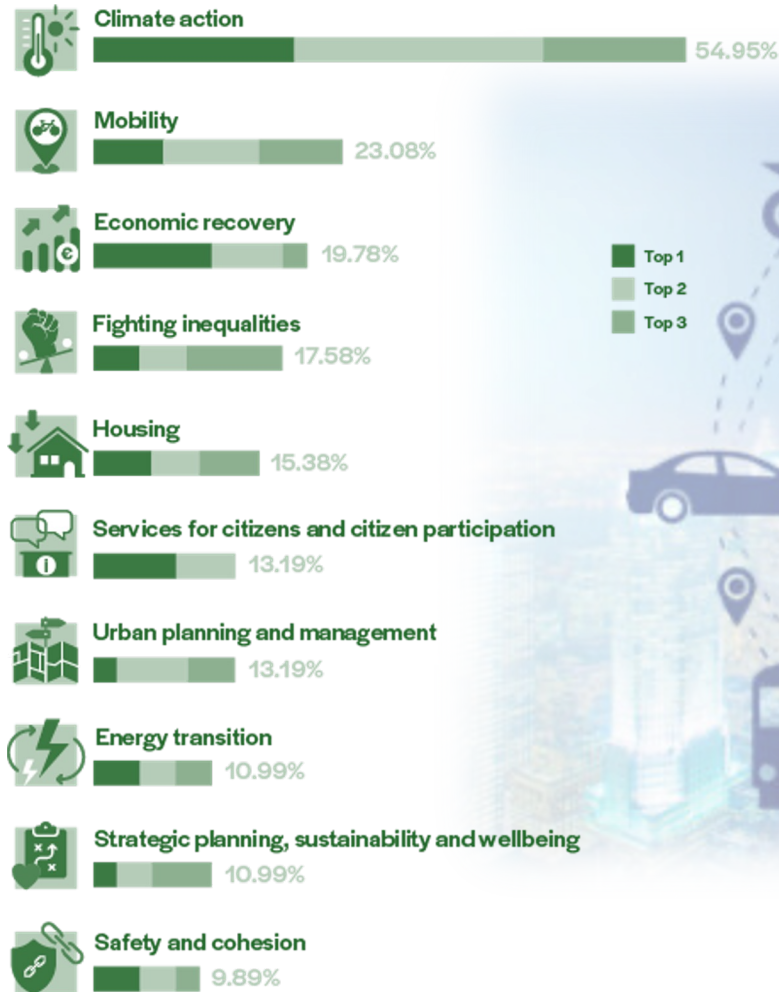 Climate action
54.95%
Mobility
23.08%
Economic recovery
19.78%
Top 1
Top 2
Top 3
Fighting inequalities
17.58%
Housing
15.38%
Services for citizens and citizen participation
13.19%
Urban planning and management
13.19%
Energy transition
10.99%
Strategic planning, sustainability and wellbeing
10.99%
Safety and cohesion
9.89%